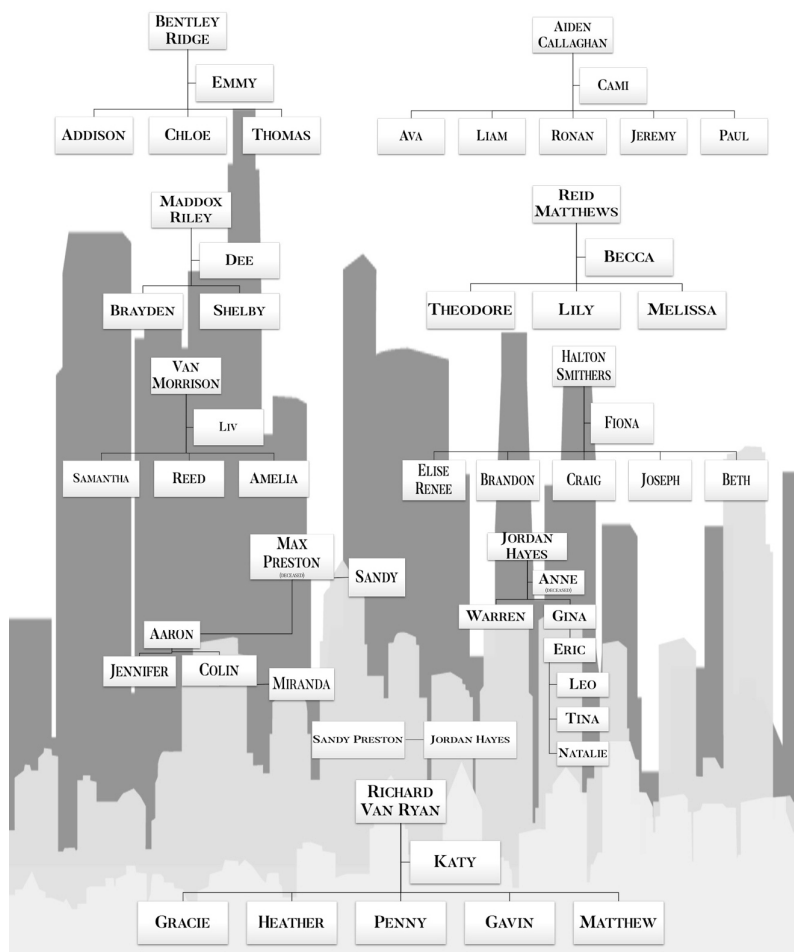 BENTLEY
RIDGE
EMMY
ADDISON
CHLOE
THOMAS
AIDEN
CALLAGHAN
CAMI
AVA
LIAM
RONAN
JEREMY
PAUL
MADDOX
RILEY
DEE
BRAYDEN
SHELBY
REID
MATTHEWS
BECCA
THEODORE
LILY
MELISSA
VAN
MORRISON
LIV
SAMANTHA
REED
AMELIA
HALTON
SMITHERS
FIONA
ELISE
RENEE
BRANDON
CRAIG
JOSEPH
BETH
MAX
PRESTON
(DECEASED)
SANDY
AARON
JENNIFER
COLIN
MIRANDA
JORDAN
HAYES
ANNE
(DECEASED)
WARREN
GINA
ERIC
LEO
TINA
NATALIE
SANDY PRESTON
JORDAN HAYES
RICHARD
VAN RYAN
KATY
GRACIE
HEATHER
PENNY
GAVIN
MATTHEW